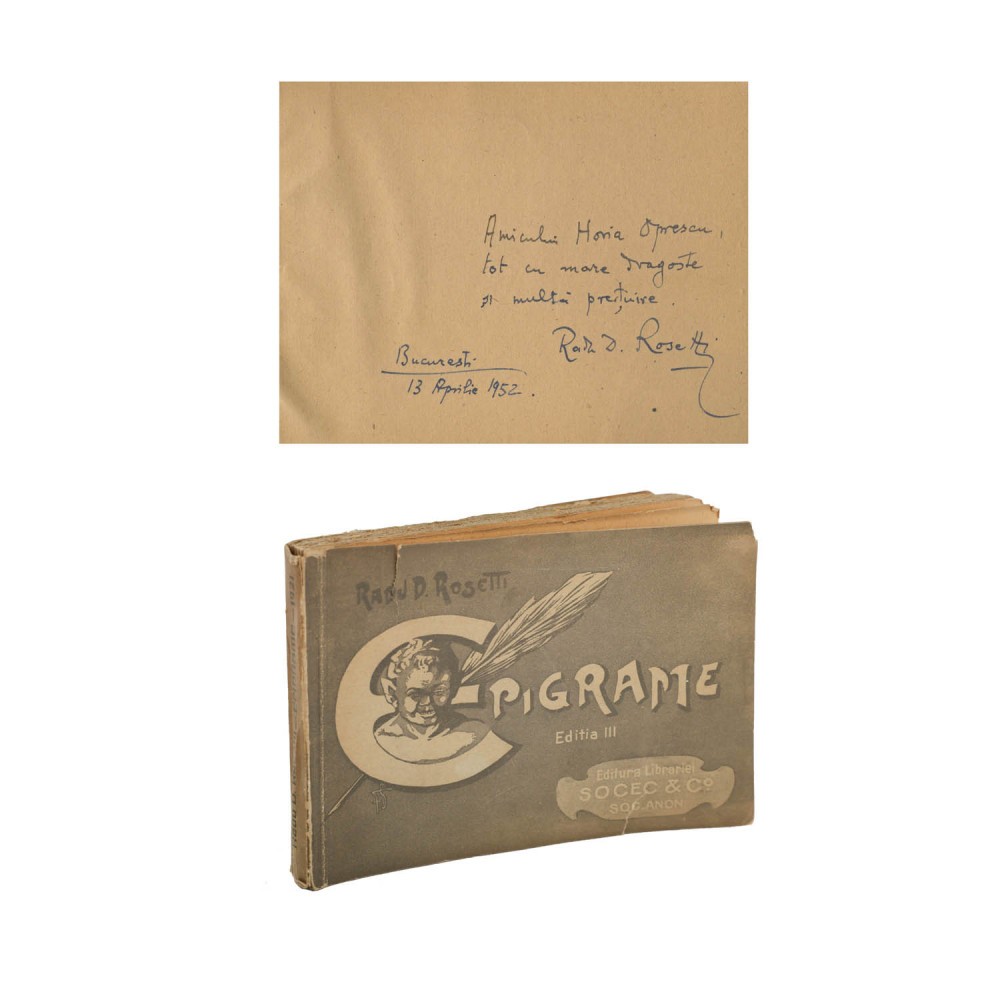 Amicului Horia Oprescu,
tot cu mare dragoste
și multă prețuire.
Radu D. Rosetti
București
13 Aprilie 1952.
RADU D. ROSETTI
EPIGRAME
Editia III
Editura Librariei
SOCEC & Co
SOC. ANON